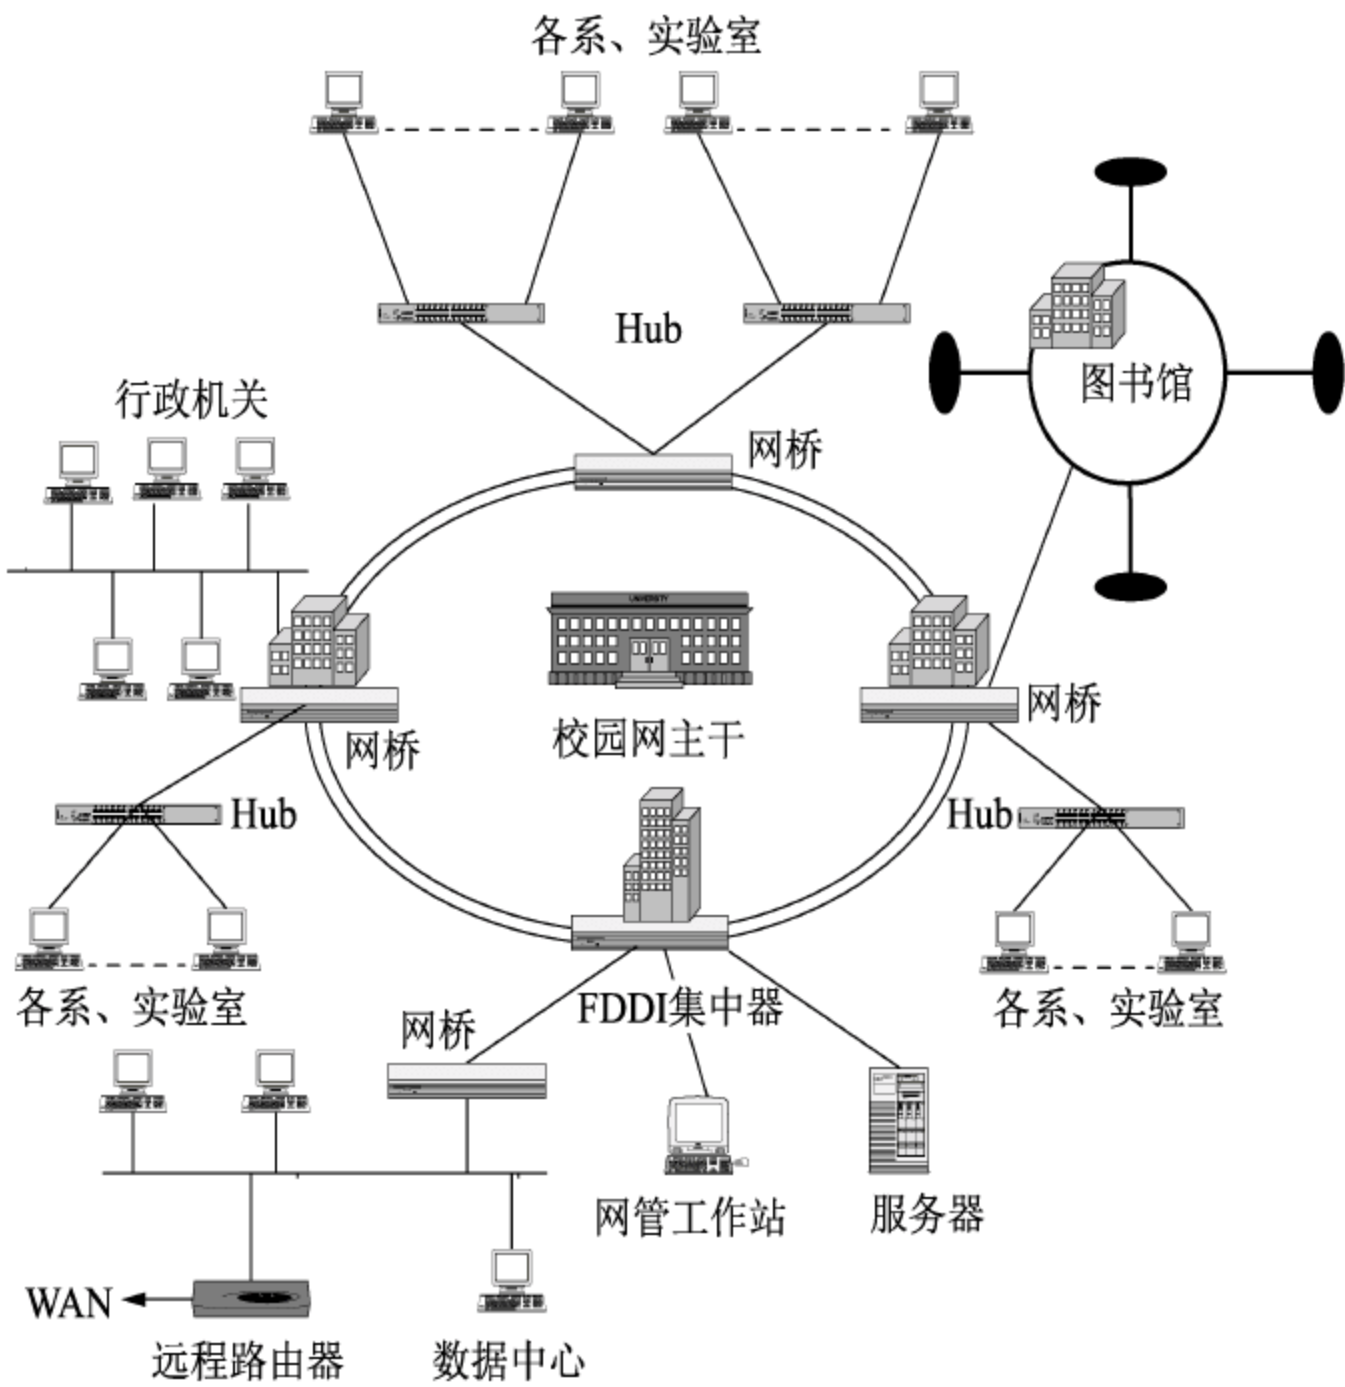 各系、实验室
Hub
图书馆
行政机关
网桥
UNIVERSITY
校园网主干
网桥
网桥
Hub
Hub
各系、实验室
FDDI集中器
各系、实验室
网桥
网管工作站
服务器
WAN
远程路由器
数据中心